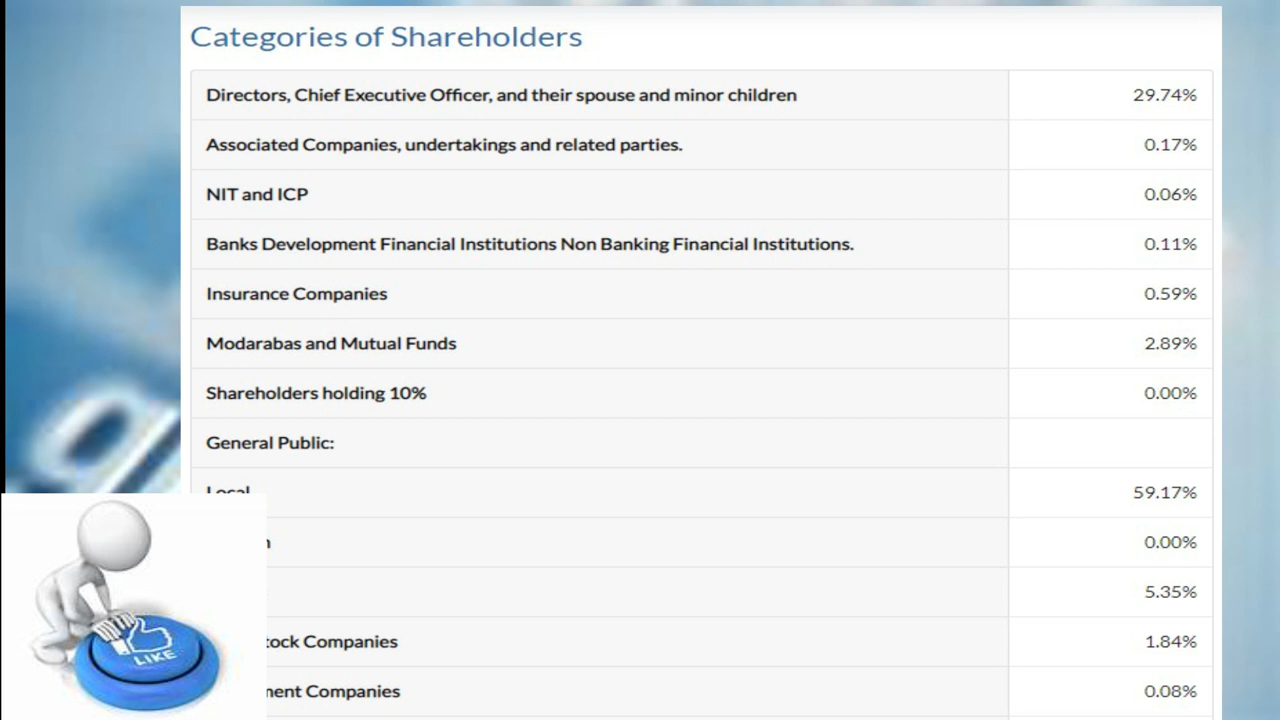 Categories of Shareholders
Directors, Chief Executive Officer, and their spouse and minor children 29.74%
Associated Companies, undertakings and related parties. 0.17%
NIT and ICP 0.06%
Banks Development Financial Institutions Non Banking Financial Institutions. 0.11%
Insurance Companies 0.59%
Modarabas and Mutual Funds 2.89%
Shareholders holding 10% 0.00%
General Public:
Local 59.17%
0.00%
5.35%
Companies 1.84%
Companies 0.08%
LIKE